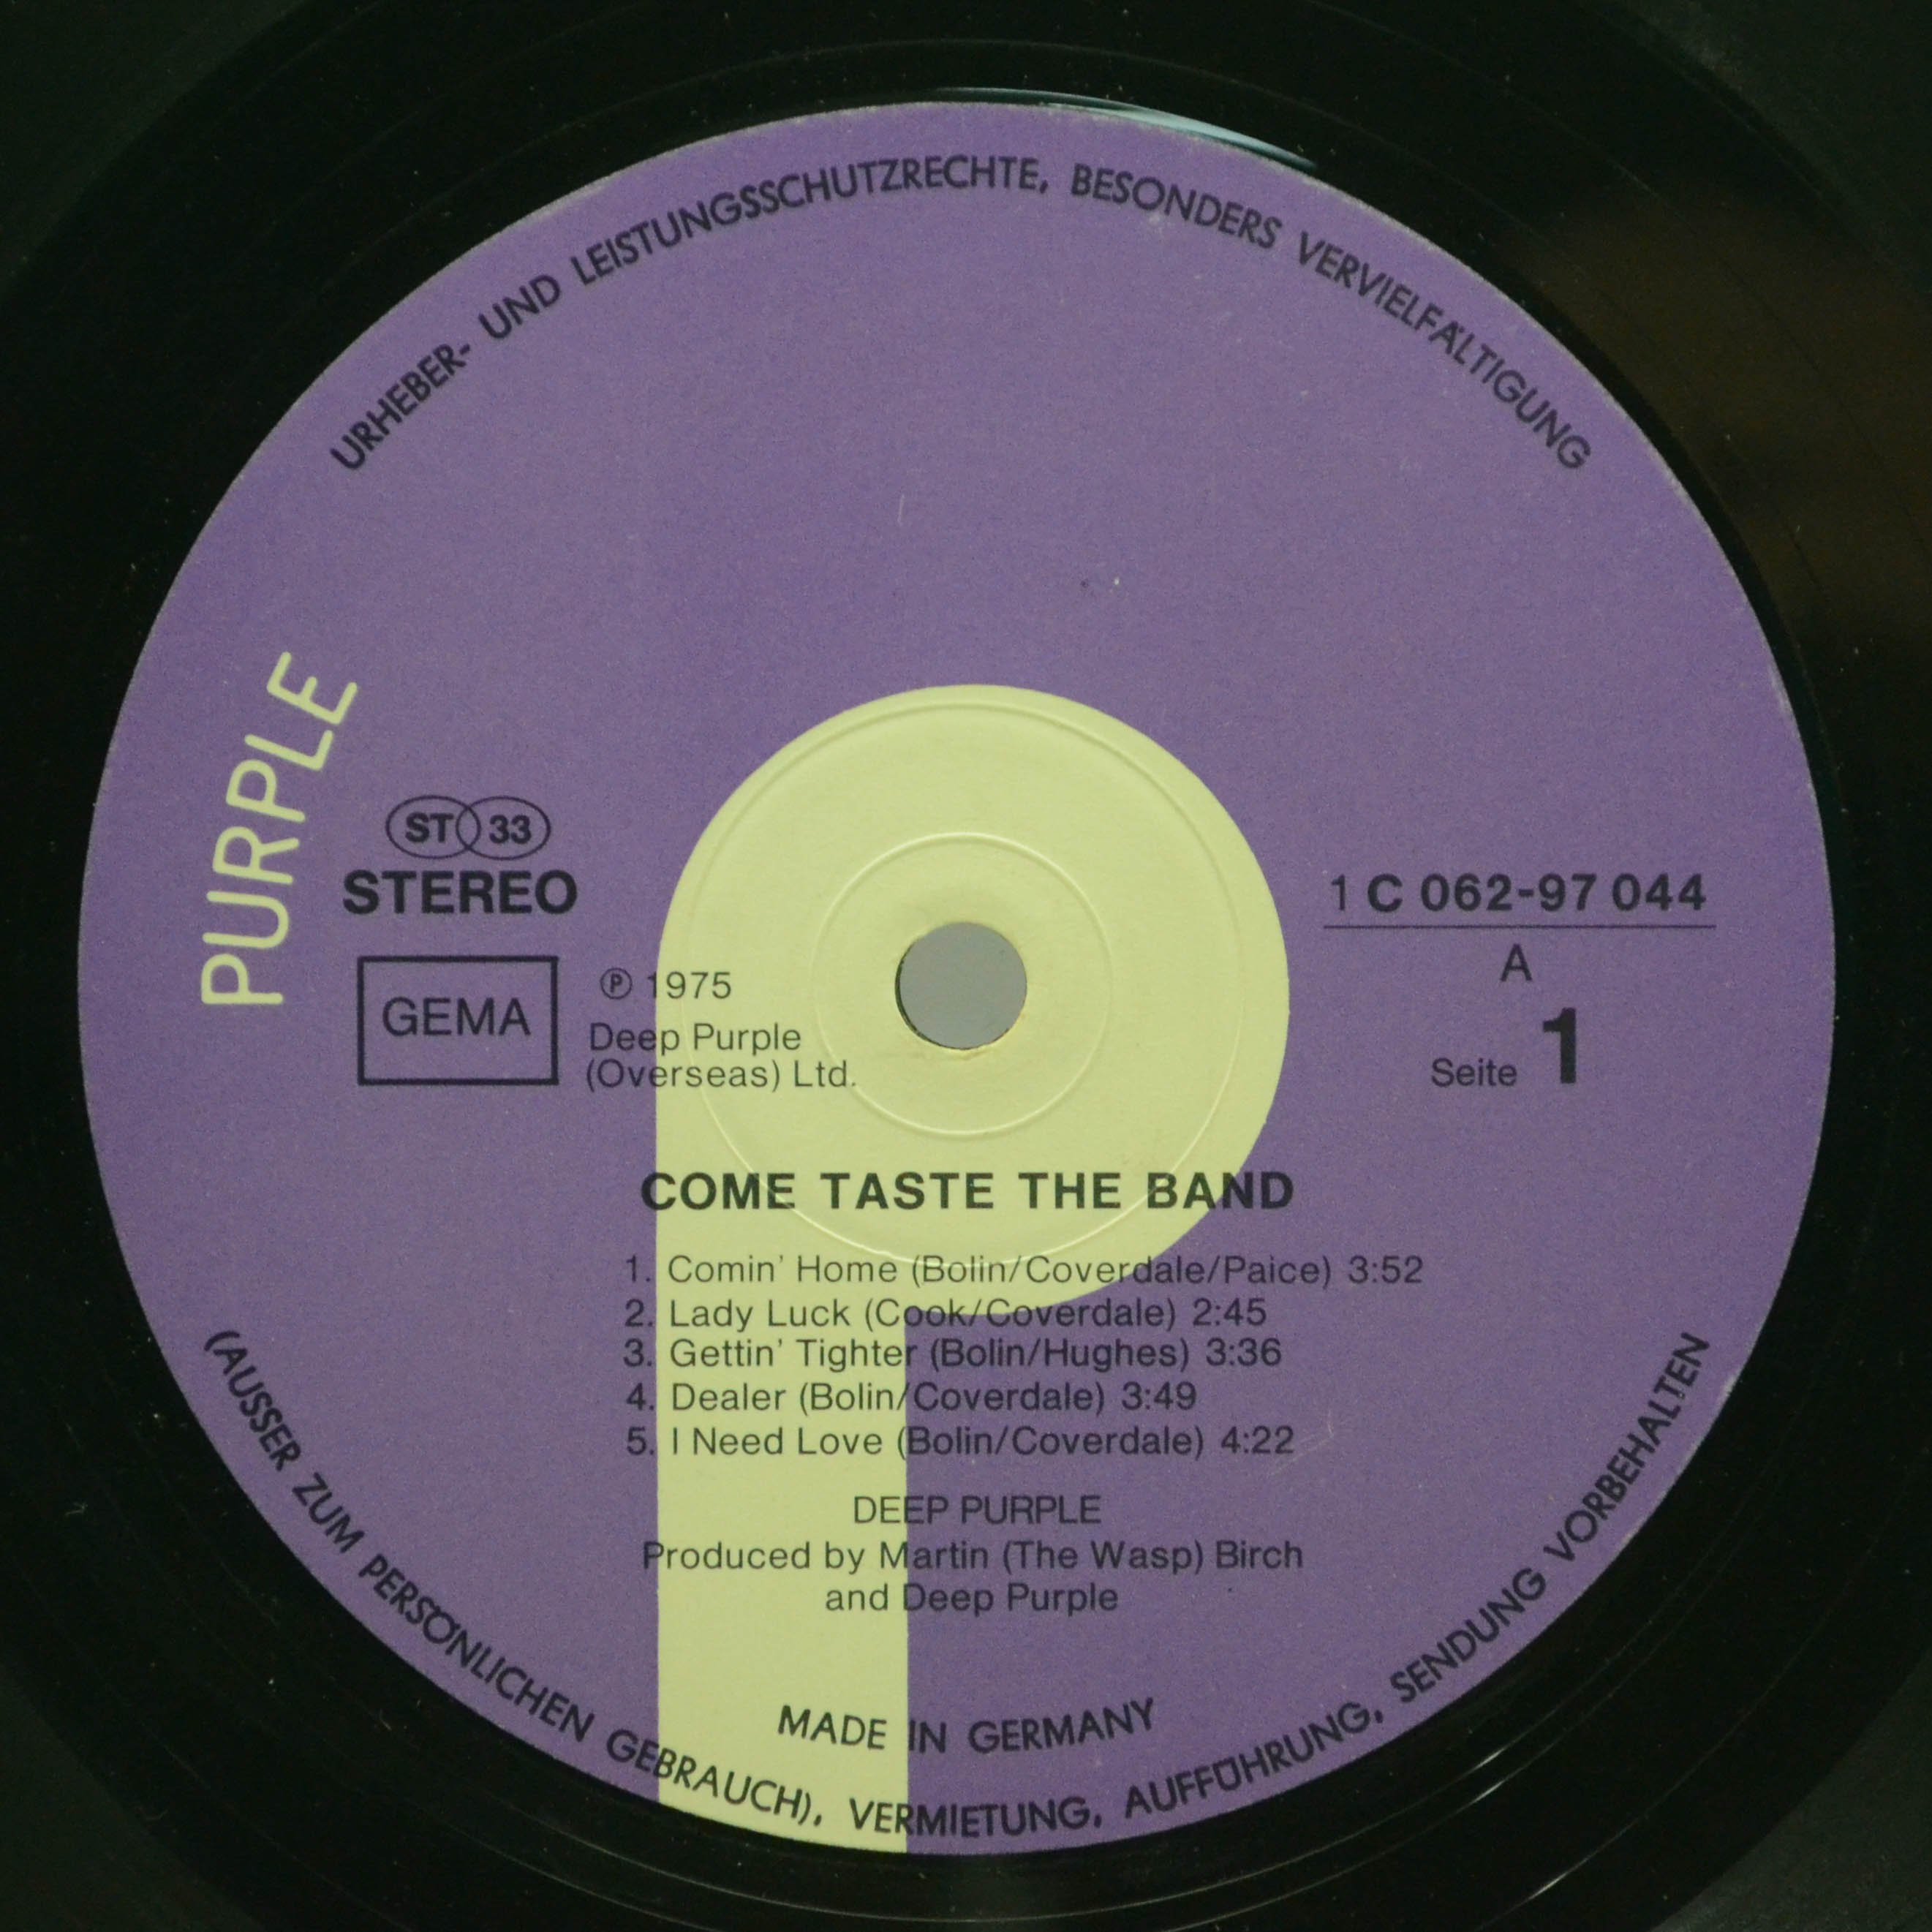 URHEBER- UND LEISTUNGSSCHUTZRECHTE, BESONDERS VERVIELFÄLTIGUNG
PURPLE
ST 33
STEREO
GEMA
℗ 1975
Deep Purple
(Overseas) Ltd.
1 C 062-97 044
A
Seite 1
COME TASTE THE BAND
1. Comin' Home (Bolin/Coverdale/Paice) 3:52
2. Lady Luck (Cook/Coverdale) 2:45
3. Gettin' Tighter (Bolin/Hughes) 3:36
4. Dealer (Bolin/Coverdale) 3:49
5. I Need Love (Bolin/Coverdale) 4:22
DEEP PURPLE
Produced by Martin (The Wasp) Birch
and Deep Purple
MADE IN GERMANY
(AUSSER ZUM PERSÖNLICHEN GEBRAUCH), VERMIETUNG, AUFFÜHRUNG, SENDUNG VORBEHALTEN